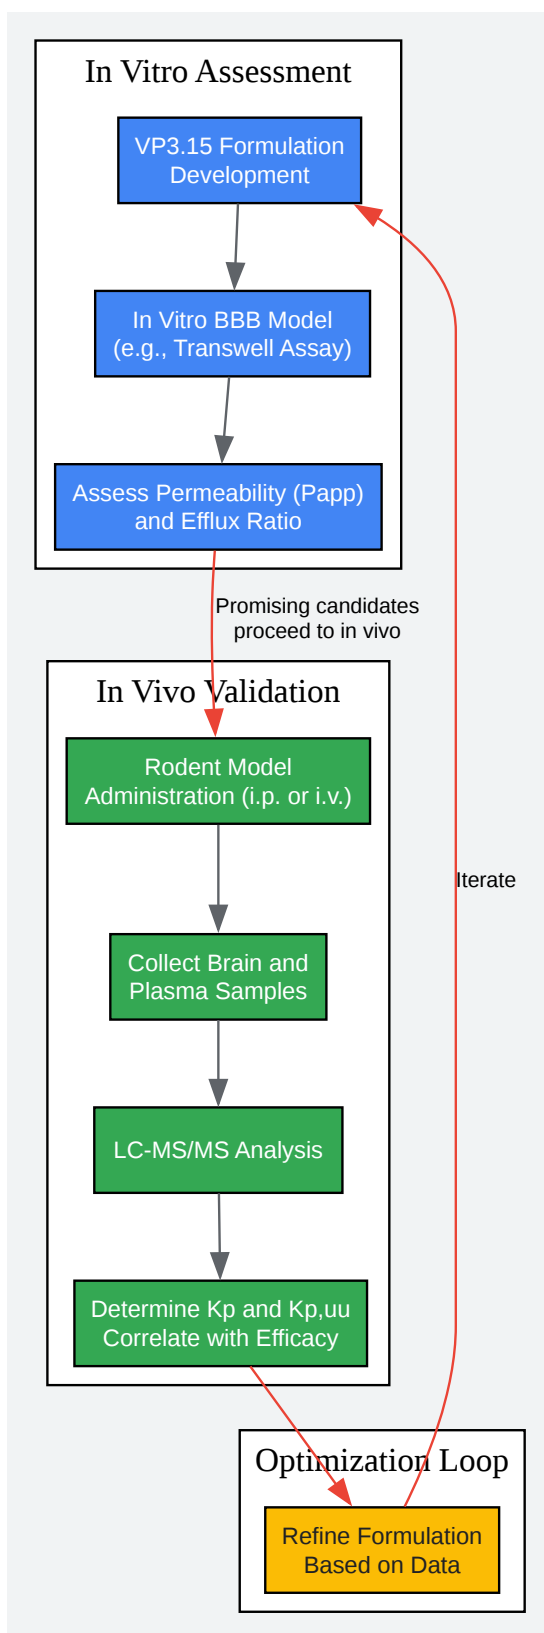 In Vitro Assessment
VP3.15 Formulation
Development
In Vitro BBB Model
(e.g., Transwell Assay)
Assess Permeability (Papp)
and Efflux Ratio
Promising candidates
proceed to in vivo
In Vivo Validation
Rodent Model
Administration (i.p. or i.v.)
Iterate
Collect Brain and
Plasma Samples
LC-MS/MS Analysis
Determine Kp and Kp,uu
Correlate with Efficacy
Optimization Loop
Refine Formulation
Based on Data